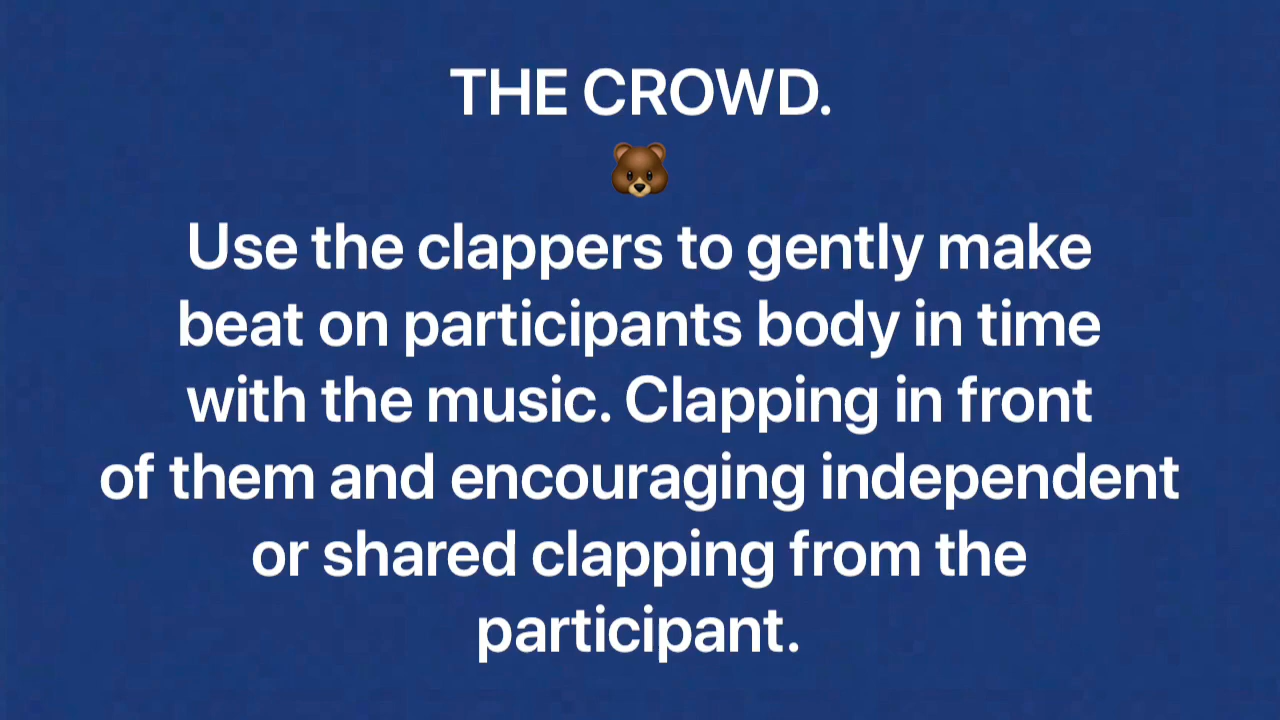 THE CROWD.
🐻
Use the clappers to gently make
beat on participants body in time
with the music. Clapping in front
of them and encouraging independent
or shared clapping from the
participant.